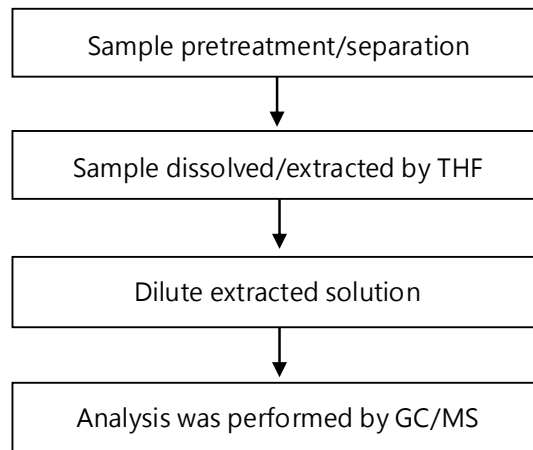 Sample pretreatment/separation
Sample dissolved/extracted by THF
Dilute extracted solution
Analysis was performed by GC/MS